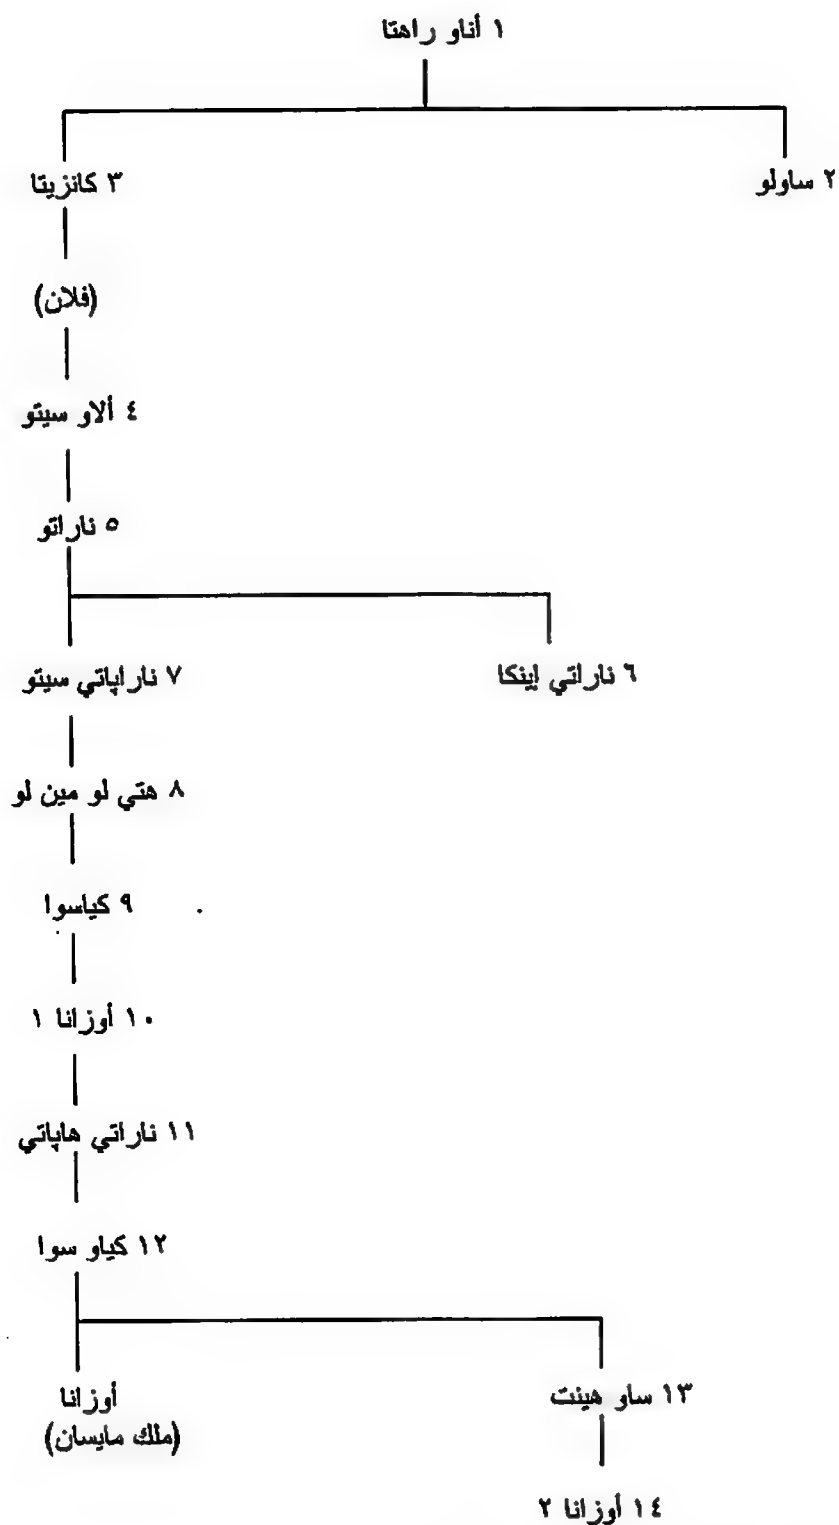 ١ أناو راهتا
٢ ساولو
٣ كانزيتا
(فلان)
٤ ألاو سيتو
٥ ناراتو
٦ ناراتي إينكا
٧ ناراپاتي سيتو
٨ هتي لو مين لو
٩ كياسوا
١٠ أوزانا ١
١١ ناراتي هاپاتي
١٢ كياو سوا
١٣ ساو هينت
أوزانا
(ملك مايسان)
١٤ أوزانا ٢